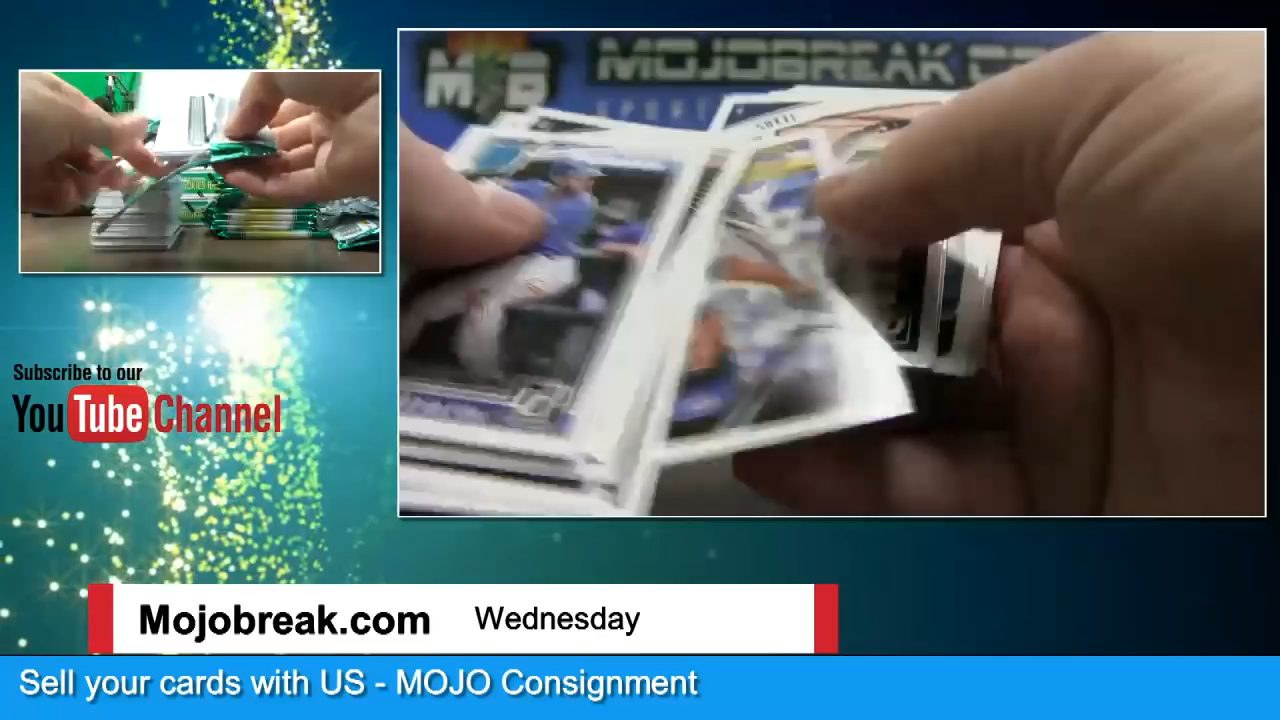 MOJOBREAK
Subscribe to our
YouTube Channel
Mojobreak.com
Wednesday
Sell your cards with US - MOJO Consignment